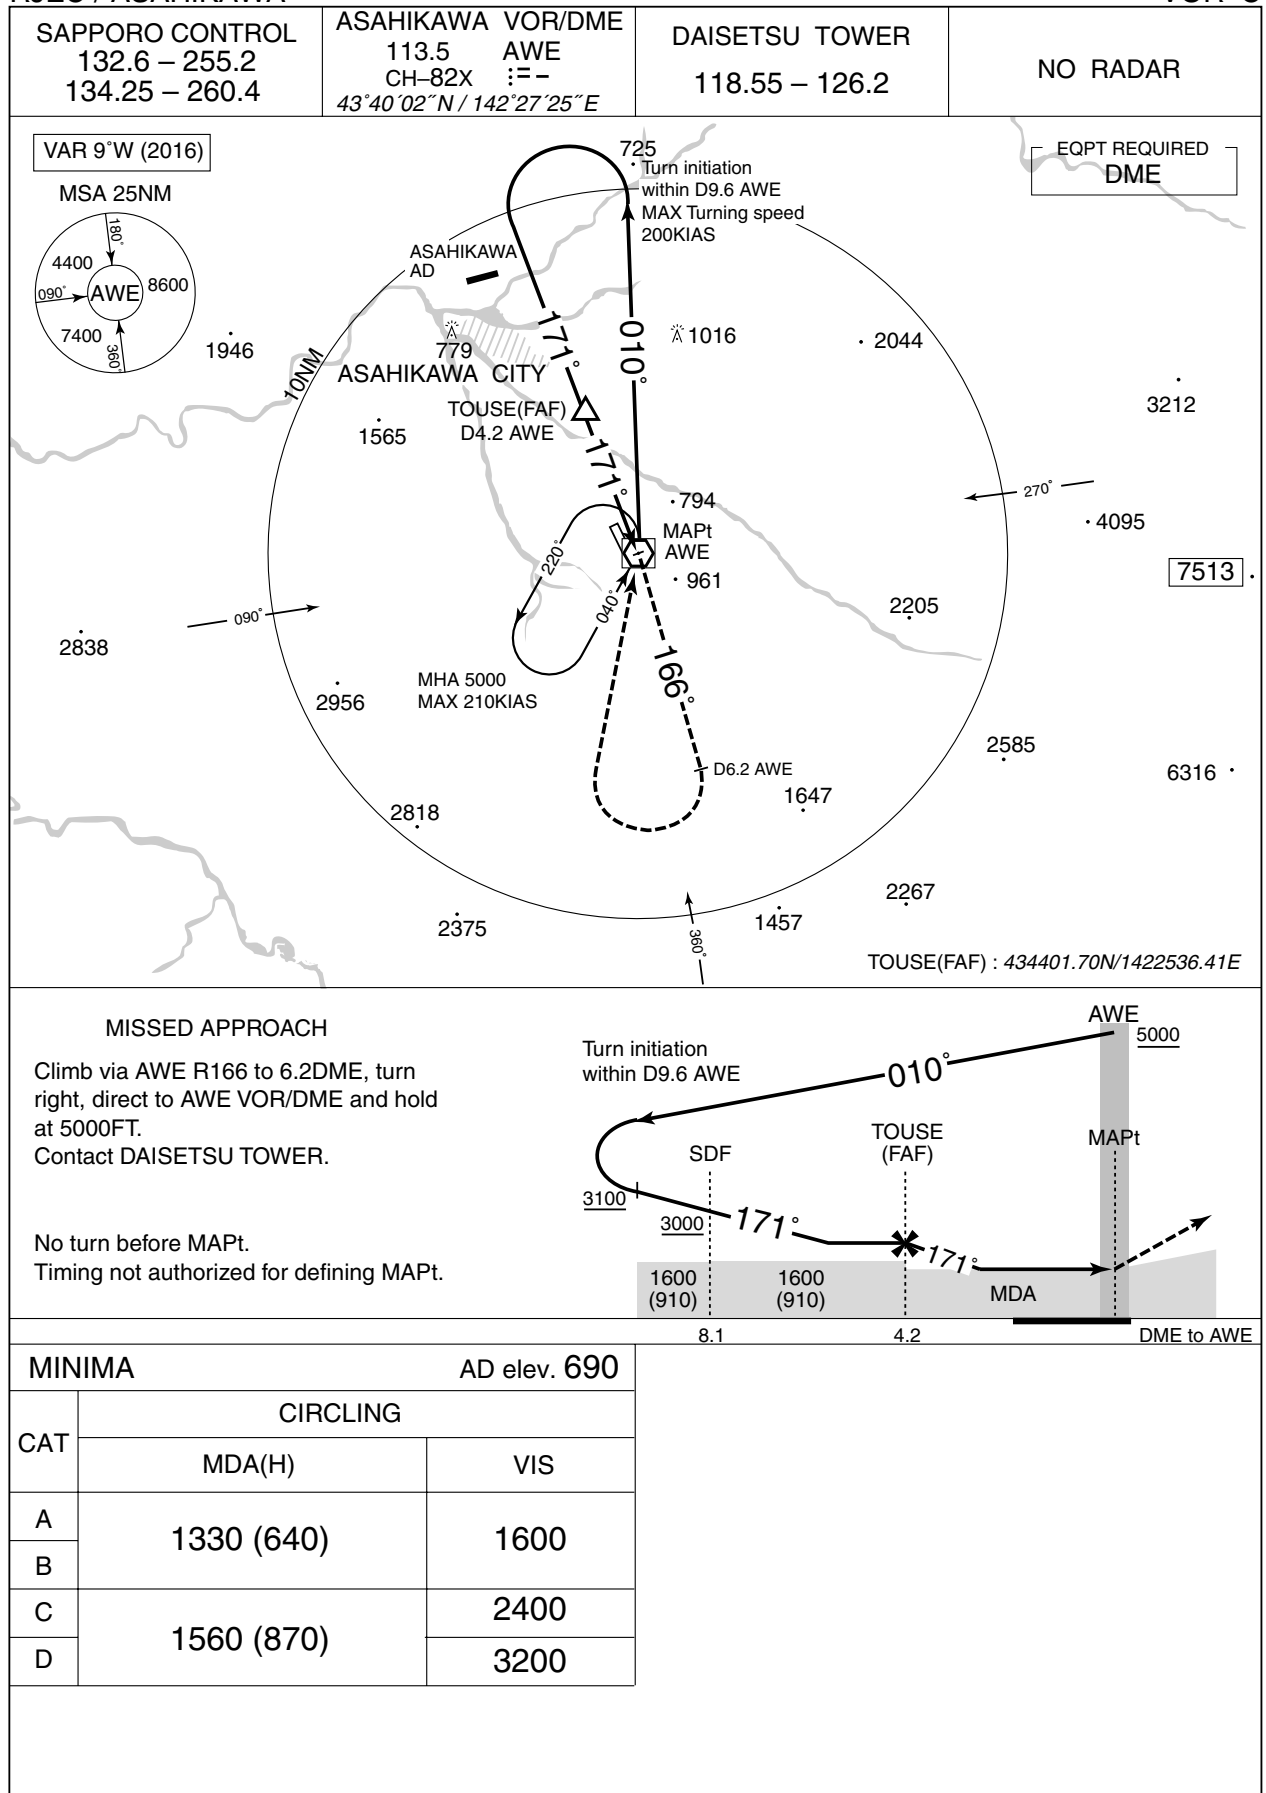 SAPPORO CONTROL
132.6 – 255.2
134.25 – 260.4
ASAHIKAWA VOR/DME
113.5 AWE
CH–82X
43°40´02˝N / 142°27´25˝E
DAISETSU TOWER
118.55 – 126.2
NO RADAR
VAR 9°W (2016)
MSA 25NM
180°
4400
8600
090°
AWE
7400
360°
EQPT REQUIRED
DME
725
Turn initiation
within D9.6 AWE
MAX Turning speed
200KIAS
ASAHIKAWA
AD
1946
779
ASAHIKAWA CITY
10NM
171°
010°
1016
2044
3212
TOUSE(FAF)
D4.2 AWE
1565
171°
794
270°
4095
MAPt
AWE
961
7513
220°
040°
090°
2205
2838
166°
MHA 5000
MAX 210KIAS
2956
2585
D6.2 AWE
6316
1647
2818
2267
2375
1457
360°
TOUSE(FAF) : 434401.70N/1422536.41E
MISSED APPROACH
Climb via AWE R166 to 6.2DME, turn
right, direct to AWE VOR/DME and hold
at 5000FT.
Contact DAISETSU TOWER.
No turn before MAPt.
Timing not authorized for defining MAPt.
AWE
5000
Turn initiation
within D9.6 AWE
010°
SDF
TOUSE
(FAF)
MAPt
3100
3000
171°
171°
1600
(910)
1600
(910)
MDA
8.1
4.2
DME to AWE
MINIMA
AD elev. 690
CAT
CIRCLING
MDA(H)
VIS
A
B
1330 (640)
1600
C
D
1560 (870)
2400
3200